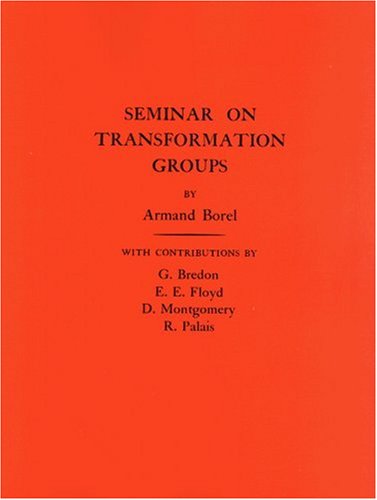 SEMINAR ON
TRANSFORMATION
GROUPS
BY
Armand Borel
WITH CONTRIBUTIONS BY
G. Bredon
E. E. Floyd
D. Montgomery
R. Palais